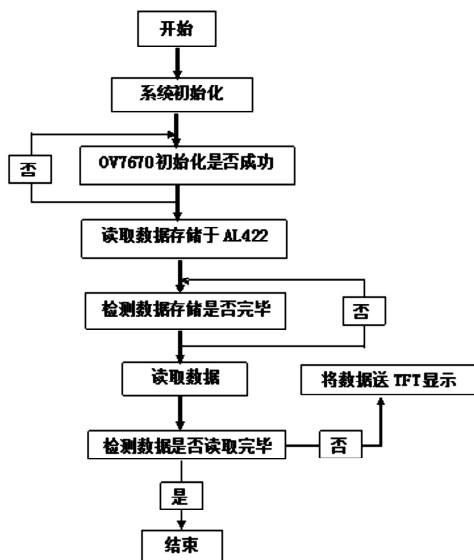 开始
系统初始化
否
OV7670初始化是否成功
读取数据存储于AL422
检测数据存储是否完毕
否
读取数据
将数据送 TFT显示
检测数据是否读取完毕
否
是
结束